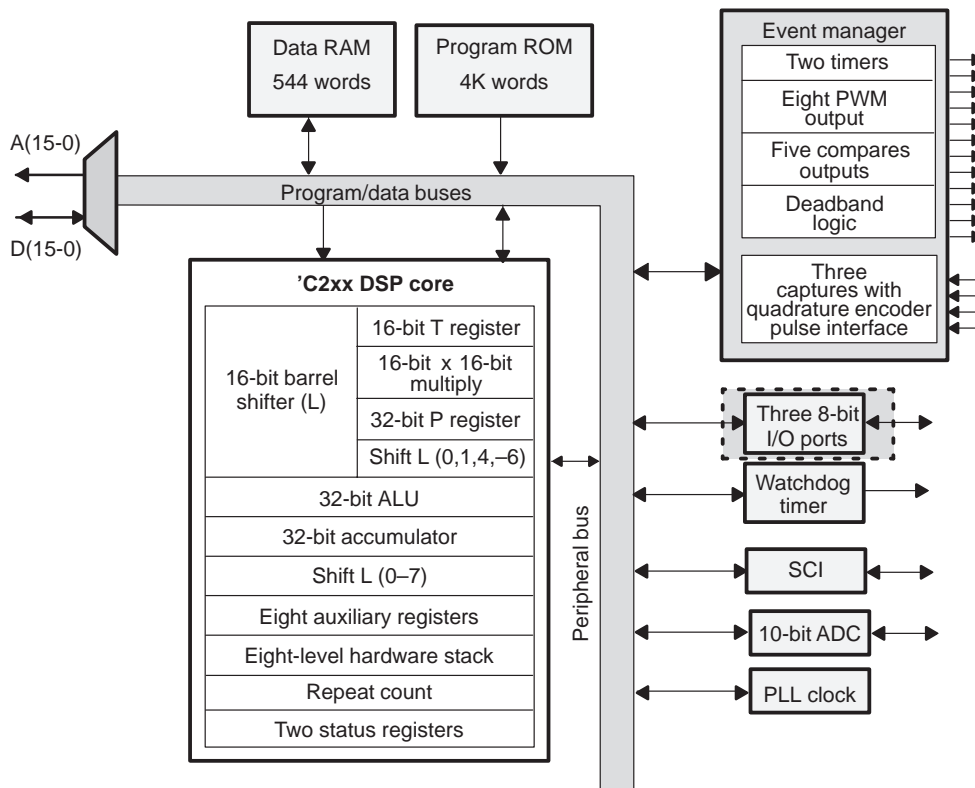 Data RAM
544 words
Program ROM
4K words
A(15-0)
D(15-0)
Program/data buses
Event manager
Two timers
Eight PWM
output
Five compares
outputs
Deadband
logic
Three
captures with
quadrature encoder
pulse interface
’C2xx DSP core
16-bit barrel
shifter (L)
16-bit T register
16-bit x 16-bit
multiply
32-bit P register
Shift L (0,1,4,–6)
32-bit ALU
32-bit accumulator
Shift L (0–7)
Eight auxiliary registers
Eight-level hardware stack
Repeat count
Two status registers
Peripheral bus
Three 8-bit
I/O ports
Watchdog
timer
SCI
10-bit ADC
PLL clock